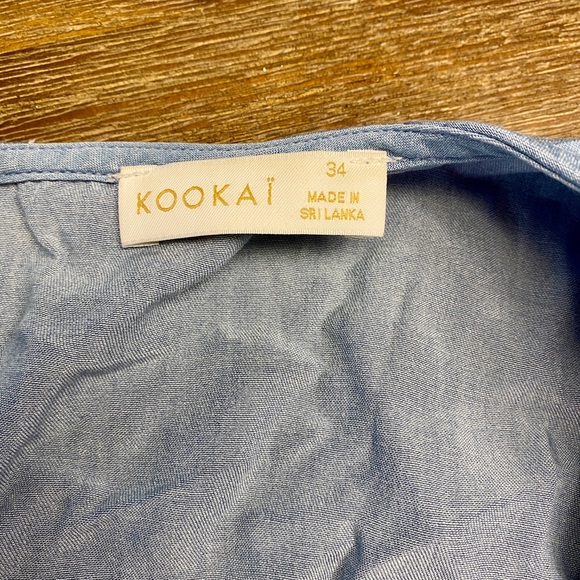 KOOKAÏ
34
MADE IN
SRI LANKA